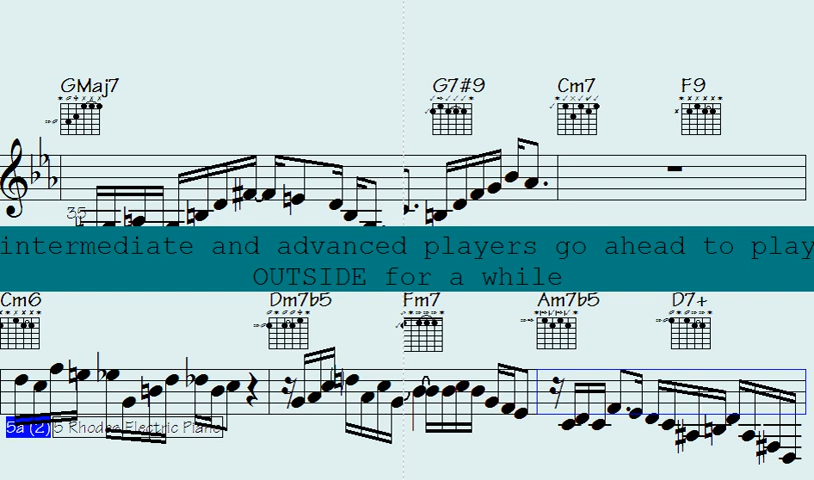 GMaj7 G7#9 Cm7 F9
35
intermediate and advanced players go ahead to play
OUTSIDE for a while
Cm6 Dm7b5 Fm7 Am7b5 D7+
5a (2) 5 Rhodes Electric Piano